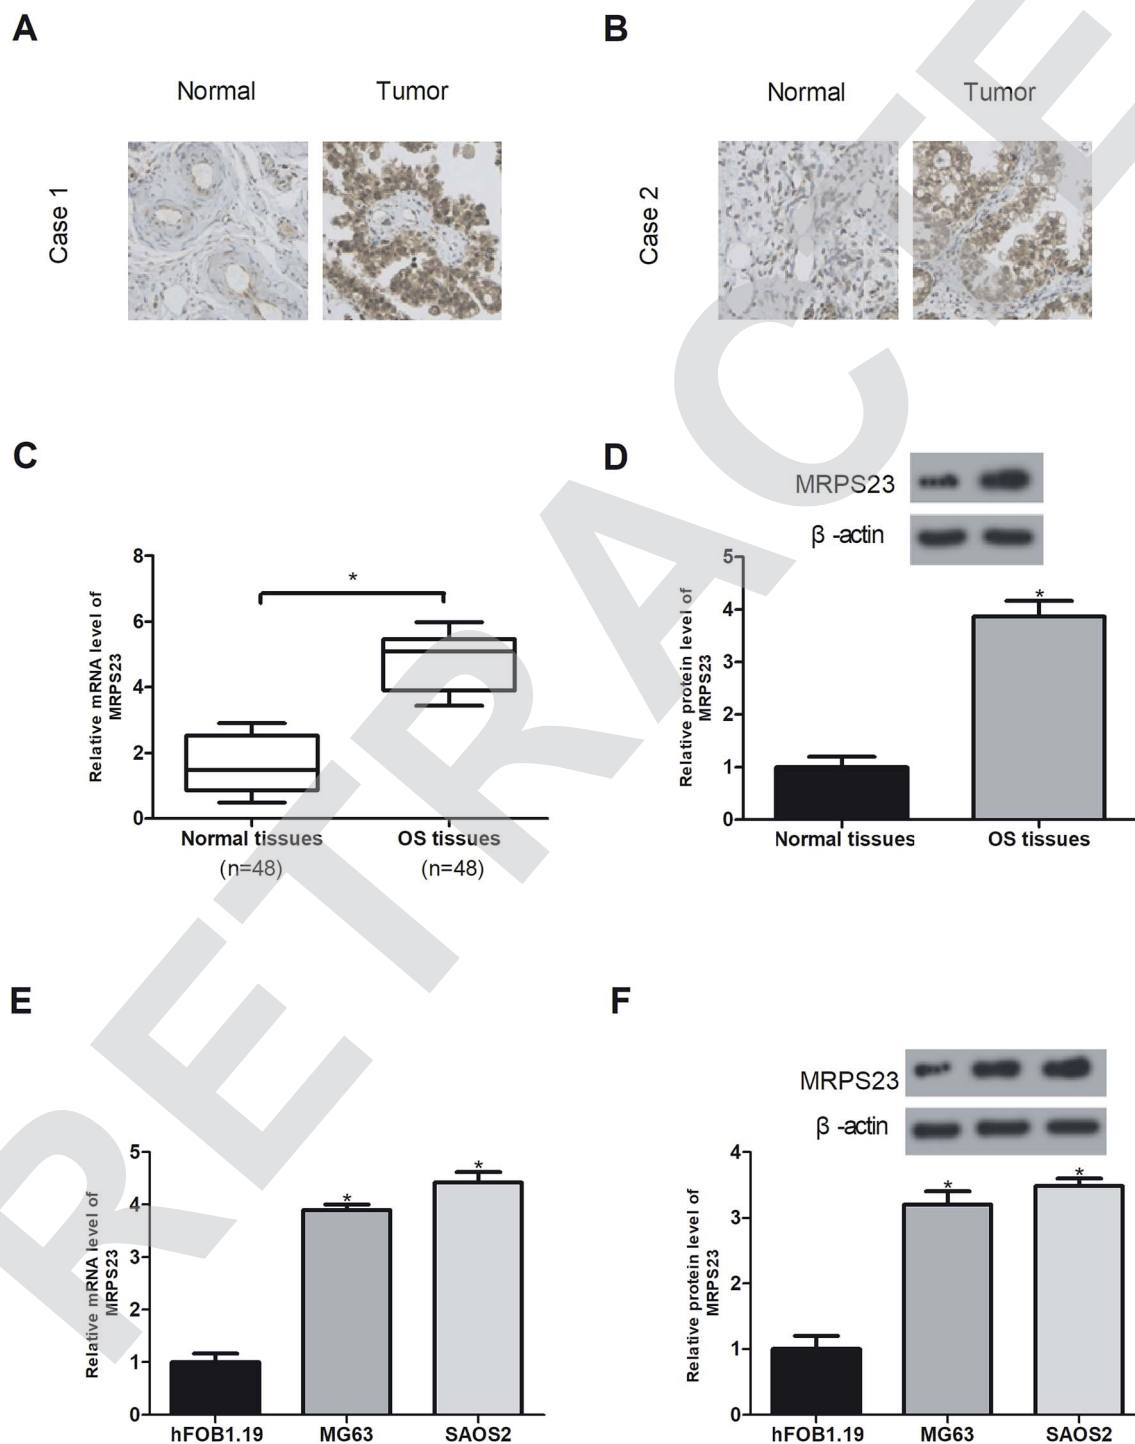 A
B
Normal
Tumor
Normal
Tumor
Case 1
Case 2
C
D
MRPS23
β -actin
8
6
4
2
0
*
Relative mRNA level of
MRPS23
Normal tissues
OS tissues
(n=48)
(n=48)
5
4
3
2
1
0
*
Relative protein level of
MRPS23
Normal tissues
OS tissues
E
F
MRPS23
β -actin
5
4
3
2
1
0
*
*
Relative mRNA level of
MRPS23
hFOB1.19
MG63
SAOS2
4
3
2
1
0
*
*
Relative protein level of
MRPS23
hFOB1.19
MG63
SAOS2
RETRACTE